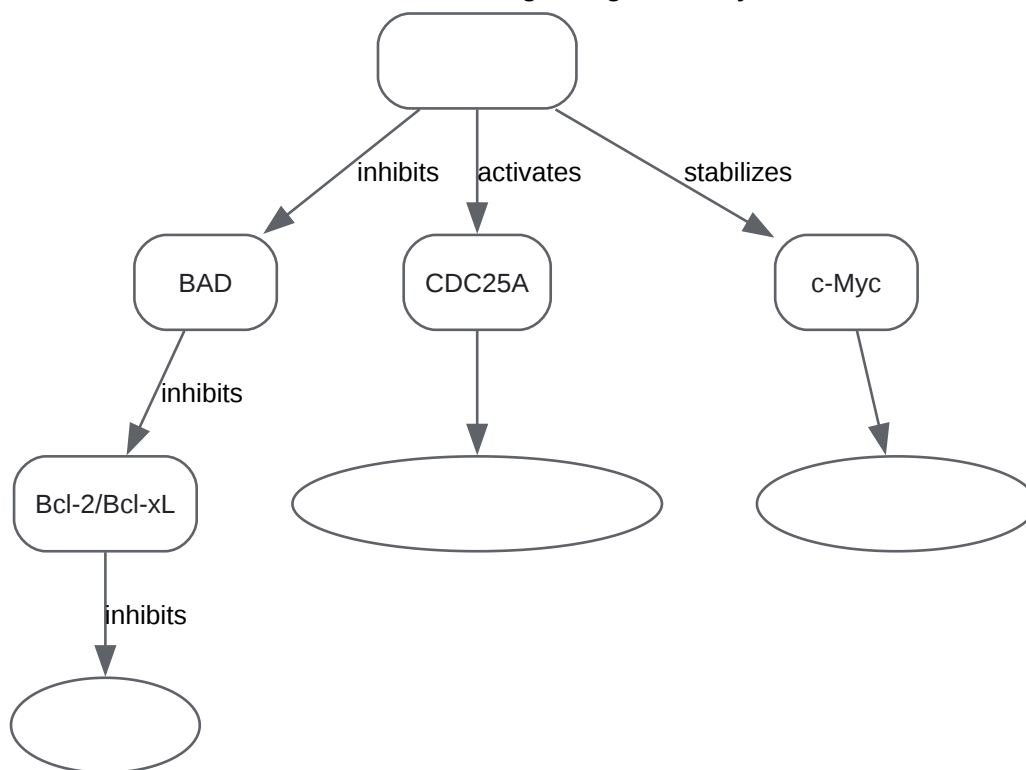 inhibits
activates
stabilizes
BAD
CDC25A
c-Myc
inhibits
Bcl-2/Bcl-xL
inhibits